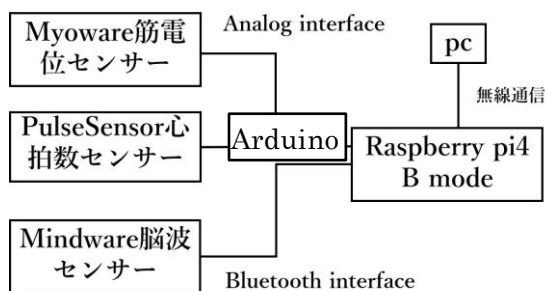 Myoware筋電
位センサー
Analog interface
pc
無線通信
PulseSensor心
拍数センサー
Arduino
Raspberry pi4
B mode
Mindware脳波
センサー
Bluetooth interface